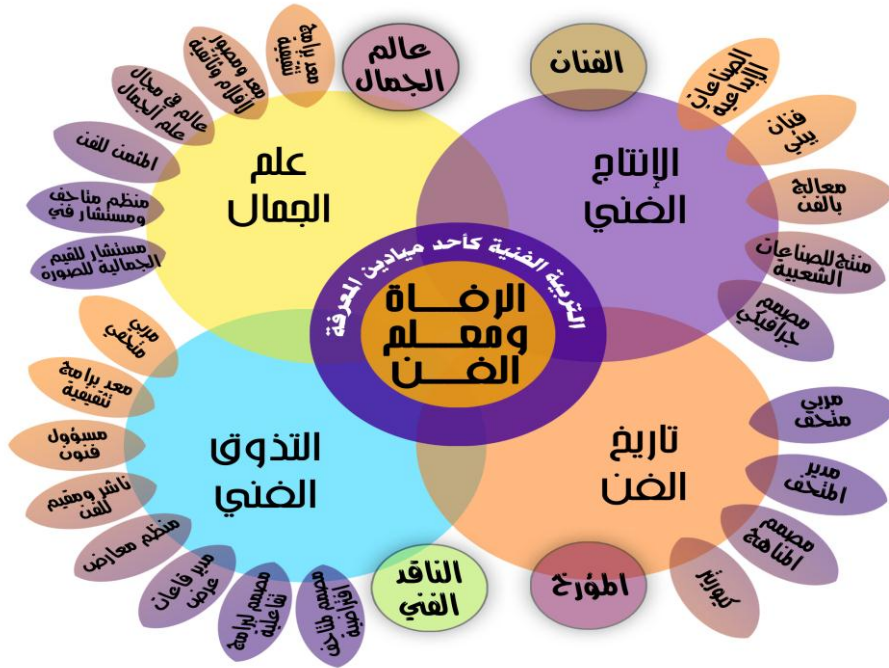 الفنان
عالم
الجمال
الصناعات
الإبداعية
فنان
بيئي
معالج
بالفن
منتج للصناعات
الشعبية
مصمم
جرافيكي
الإنتاج
الفني
علم
الجمال
معد برامج
تثقيفية
معد ومصور
لافلام وثائقية
عالم في مجال
علم الجمال
المثمن للفن
منظم متاحف
ومستشار فني
مستشار للقيم
الجمالية للصورة
التربية الفنية كأحد ميادين المعرفة
الرفاة
ومعلم
الفن
تاريخ
الفن
مربي
متحف
مدير
المتحف
مصمم
المناهج
كيوريتر
المؤرخ
التذوق
الفني
مربي
متحفي
معد برامج
تثقيفية
مسؤول
فنون
ناشر ومقيم
للفن
منظم معارض
مدير قاعات
عرض
مصمم لبرامج
تفاعلية
مصمم لمتاحف
افتراضية
الناقد
الفني